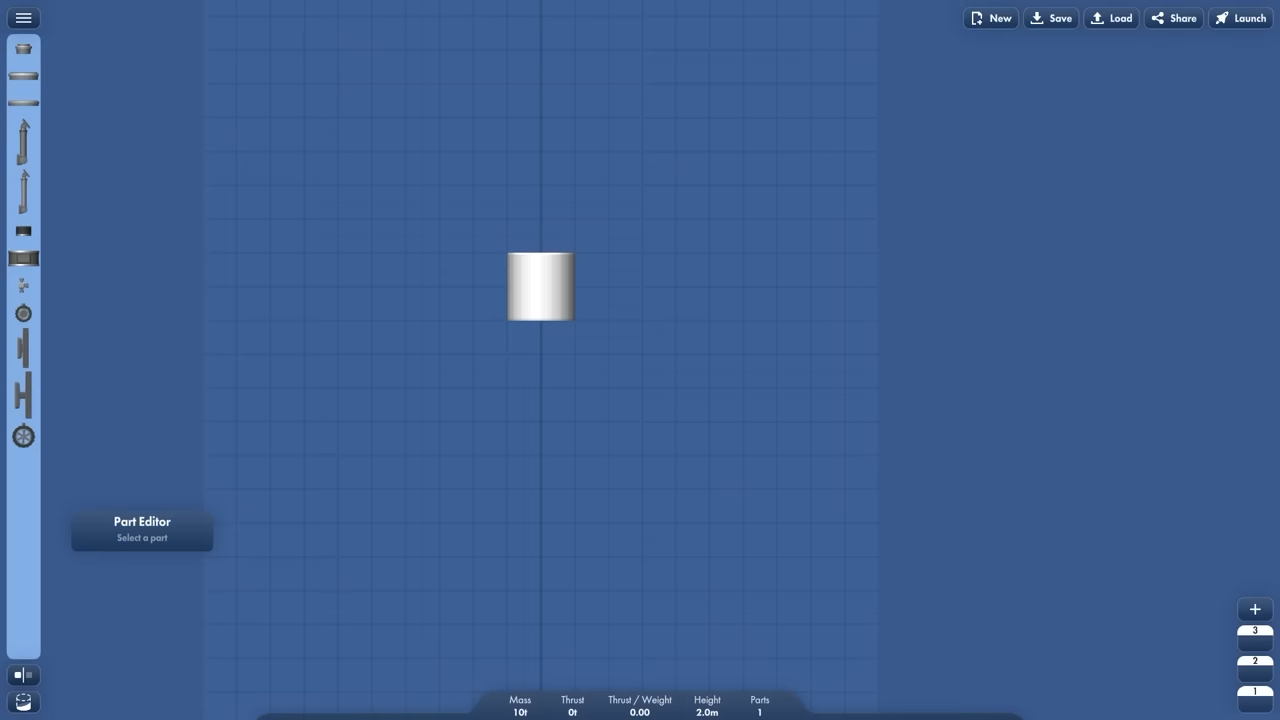 New
Save
Load
Share
Launch
Part Editor
Select a part
3
2
1
Mass Thrust Thrust / Weight Height Parts
10t 0t 0.00 2.0m 1